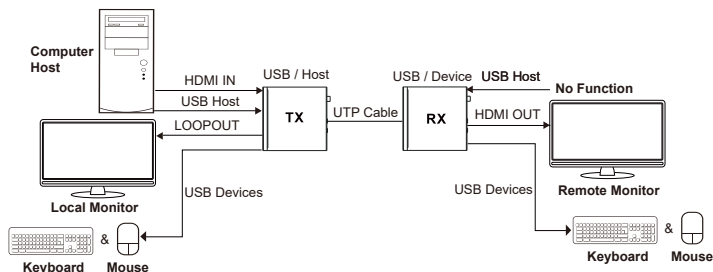 Computer
Host
HDMI IN
USB Host
LOOPOUT
USB / Host
TX
UTP Cable
USB / Device
RX
USB Host
No Function
HDMI OUT
USB Devices
Local Monitor
USB Devices
Remote Monitor
&
Keyboard
Mouse
&
Keyboard
Mouse